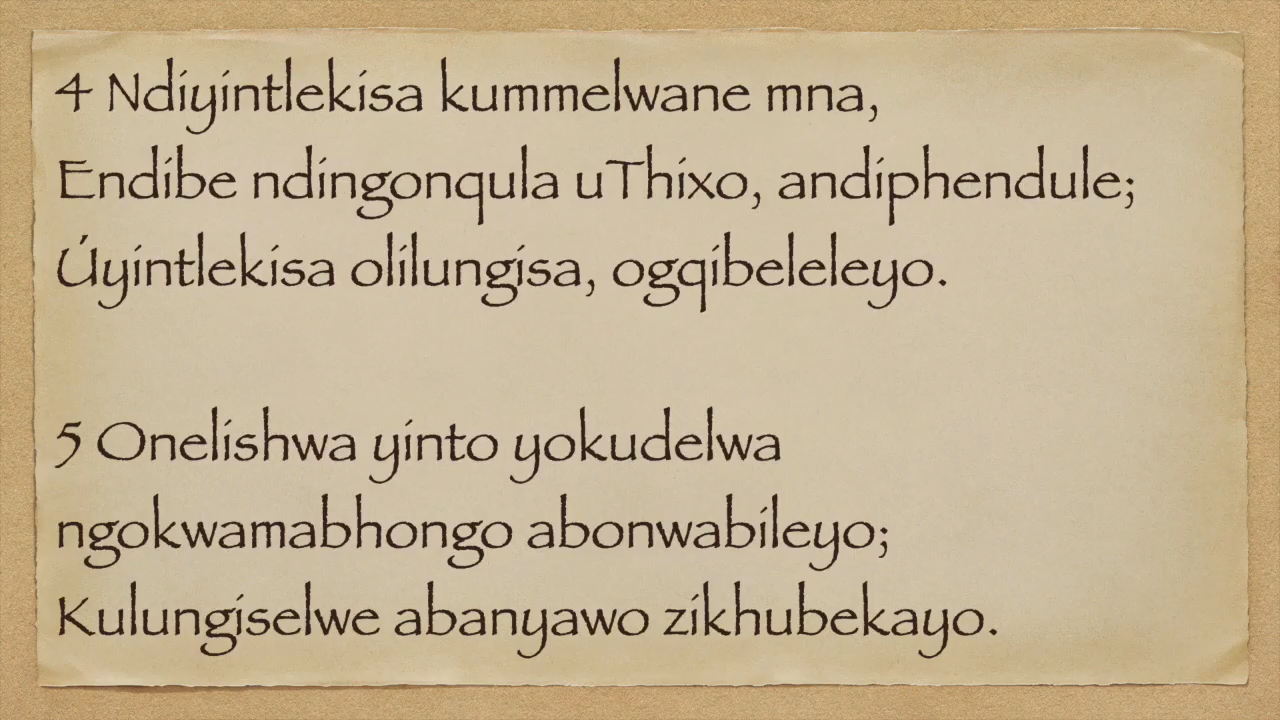 4 Ndiyintlekisa kummelwane mna,
Endibe ndingonqula uThixo, andiphendule;
Úyintlekisa olilungisa, ogqibeleleyo.
5 Onelishwa yinto yokudelwa
ngokwamabhongo abonwabileyo;
Kulungiselwe abanyawo zikhubekayo.